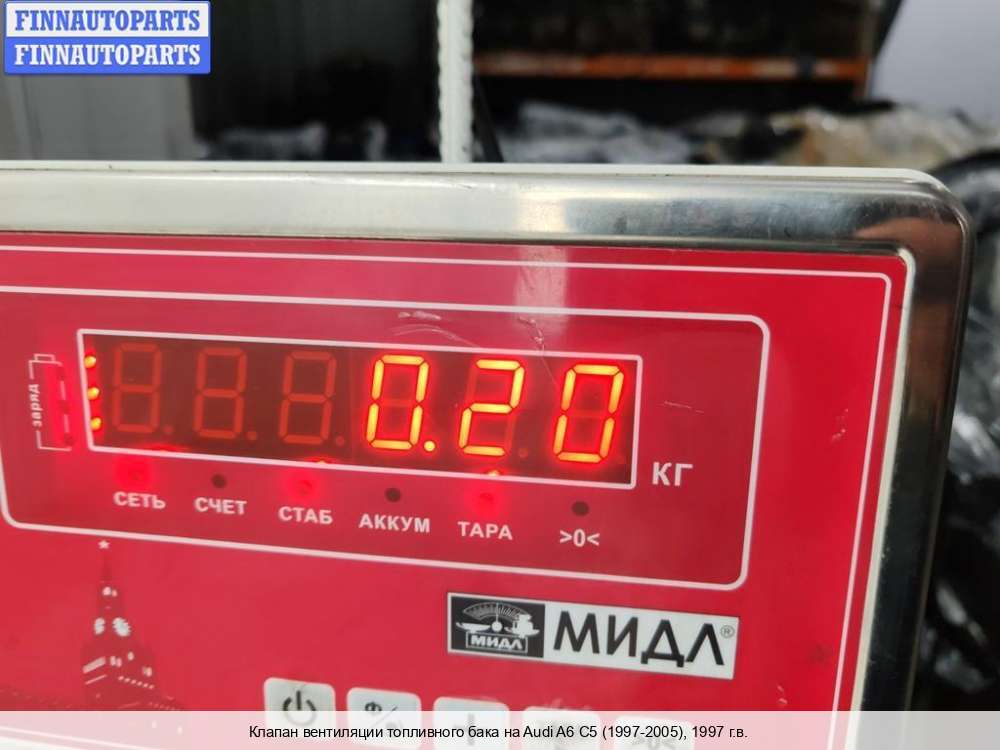 FINNAUTOPARTS
FINNAUTOPARTS
заряд
0.20
КГ
СЕТЬ СЧЕТ СТАБ АККУМ ТАРА >0<
МИДЛ МИДЛ®
>0<
Клапан вентиляции топливного бака на Audi A6 C5 (1997-2005), 1997 г.в.